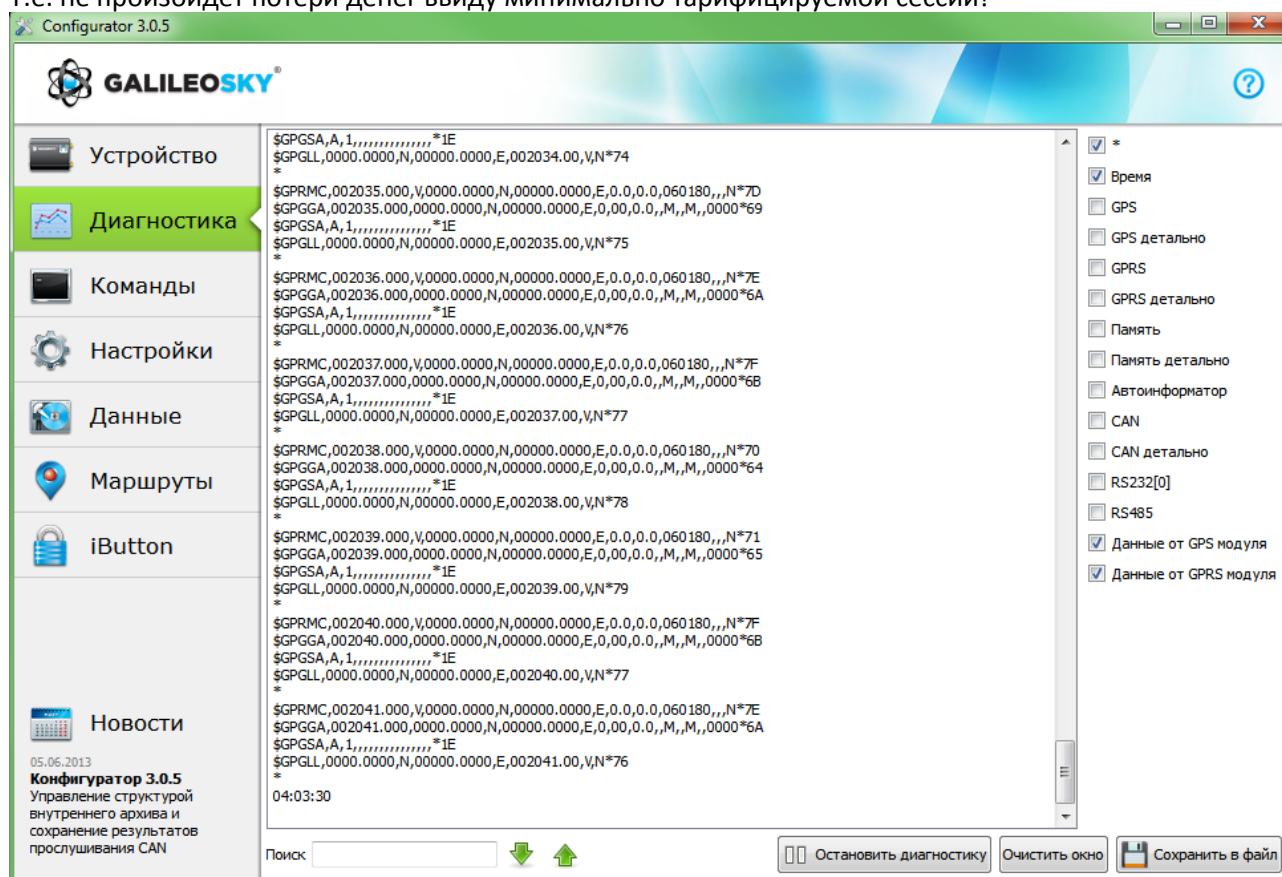 т.е. не произойдет потери денег ввиду минимально тарифицируемой сессии?
Configurator 3.0.5
GALILEOSKY®
?
Устройство
Диагностика
Команды
Настройки
Данные
Маршруты
iButton
Новости
05.06.2013
Конфигуратор 3.0.5
Управление структурой
внутреннего архива и
сохранение результатов
прослушивания CAN
$GPGSA,A,1,,,,,,,,,,,,,,,*1E
$GPGLL,0000.0000,N,00000.0000,E,002034.00,V,N*74
*
$GPRMC,002035.000,V,0000.0000,N,00000.0000,E,0.0,0.0,060180,,,N*7D
$GPGGA,002035.000,0000.0000,N,00000.0000,E,0,00,0.0,,M,,M,,0000*69
$GPGSA,A,1,,,,,,,,,,,,,,,*1E
$GPGLL,0000.0000,N,00000.0000,E,002035.00,V,N*75
*
$GPRMC,002036.000,V,0000.0000,N,00000.0000,E,0.0,0.0,060180,,,N*7E
$GPGGA,002036.000,0000.0000,N,00000.0000,E,0,00,0.0,,M,,M,,0000*6A
$GPGSA,A,1,,,,,,,,,,,,,,,*1E
$GPGLL,0000.0000,N,00000.0000,E,002036.00,V,N*76
*
$GPRMC,002037.000,V,0000.0000,N,00000.0000,E,0.0,0.0,060180,,,N*7F
$GPGGA,002037.000,0000.0000,N,00000.0000,E,0,00,0.0,,M,,M,,0000*6B
$GPGSA,A,1,,,,,,,,,,,,,,,*1E
$GPGLL,0000.0000,N,00000.0000,E,002037.00,V,N*77
*
$GPRMC,002038.000,V,0000.0000,N,00000.0000,E,0.0,0.0,060180,,,N*70
$GPGGA,002038.000,0000.0000,N,00000.0000,E,0,00,0.0,,M,,M,,0000*64
$GPGSA,A,1,,,,,,,,,,,,,,,*1E
$GPGLL,0000.0000,N,00000.0000,E,002038.00,V,N*78
*
$GPRMC,002039.000,V,0000.0000,N,00000.0000,E,0.0,0.0,060180,,,N*71
$GPGGA,002039.000,0000.0000,N,00000.0000,E,0,00,0.0,,M,,M,,0000*65
$GPGSA,A,1,,,,,,,,,,,,,,,*1E
$GPGLL,0000.0000,N,00000.0000,E,002039.00,V,N*79
*
$GPRMC,002040.000,V,0000.0000,N,00000.0000,E,0.0,0.0,060180,,,N*7F
$GPGGA,002040.000,0000.0000,N,00000.0000,E,0,00,0.0,,M,,M,,0000*6B
$GPGSA,A,1,,,,,,,,,,,,,,,*1E
$GPGLL,0000.0000,N,00000.0000,E,002040.00,V,N*77
*
$GPRMC,002041.000,V,0000.0000,N,00000.0000,E,0.0,0.0,060180,,,N*7E
$GPGGA,002041.000,0000.0000,N,00000.0000,E,0,00,0.0,,M,,M,,0000*6A
$GPGSA,A,1,,,,,,,,,,,,,,,*1E
$GPGLL,0000.0000,N,00000.0000,E,002041.00,V,N*76
*
04:03:30
*
Время
GPS
GPS детально
GPRS
GPRS детально
Память
Память детально
Автоинформатор
CAN
CAN детально
RS232[0]
RS485
Данные от GPS модуля
Данные от GPRS модуля
Поиск
Остановить диагностику
Очистить окно
Сохранить в файл